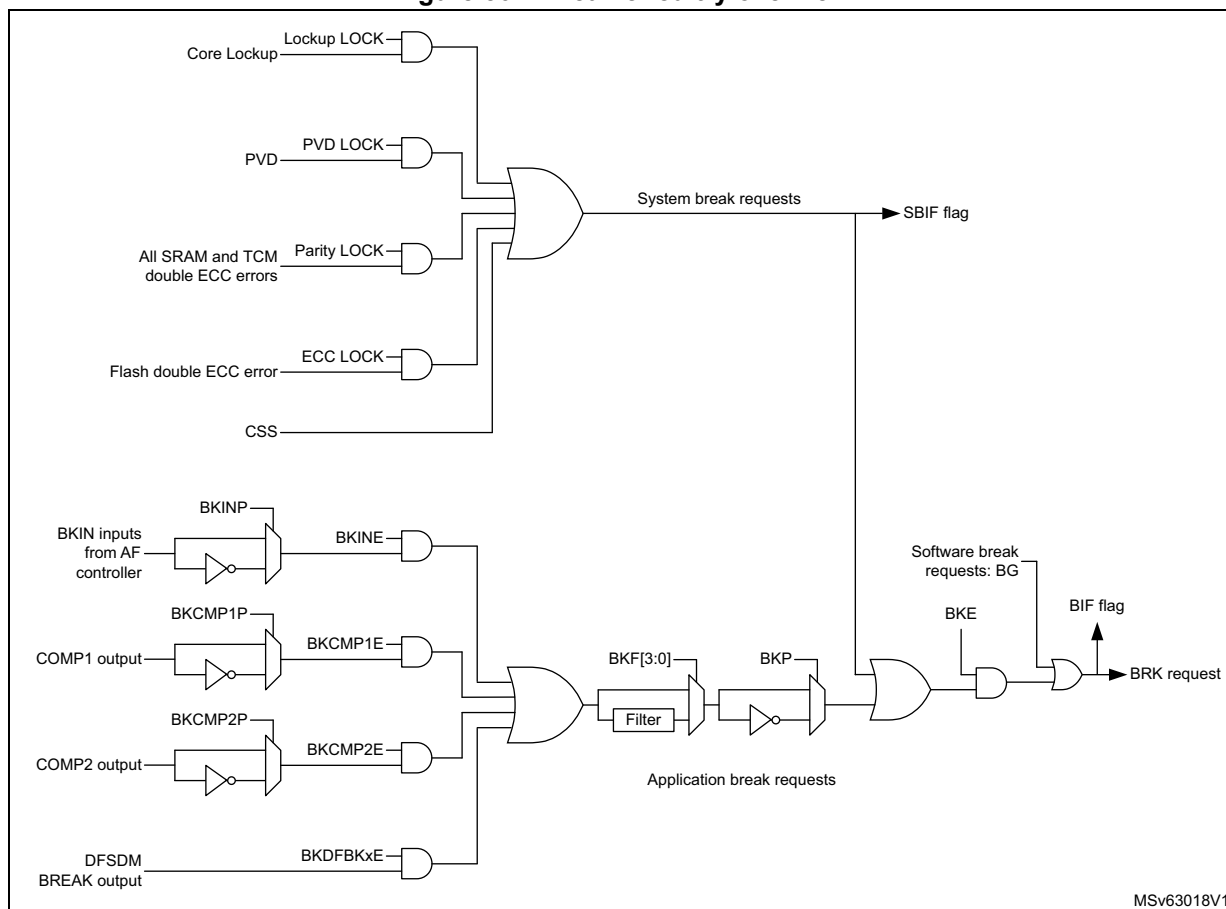 Lockup LOCK
Core Lockup
PVD LOCK
PVD
System break requests
SBIF flag
Parity LOCK
All SRAM and TCM
double ECC errors
ECC LOCK
Flash double ECC error
CSS
BKINP
BKIN inputs
from AF
controller
BKINE
Software break
requests: BG
BIF flag
BKCMP1P
BKE
BKCMP1E
COMP1 output
BKF[3:0]
BKP
BRK request
Filter
BKCMP2P
BKCMP2E
COMP2 output
Application break requests
DFSDM
BREAK output
BKDFBKxE
MSv63018V1